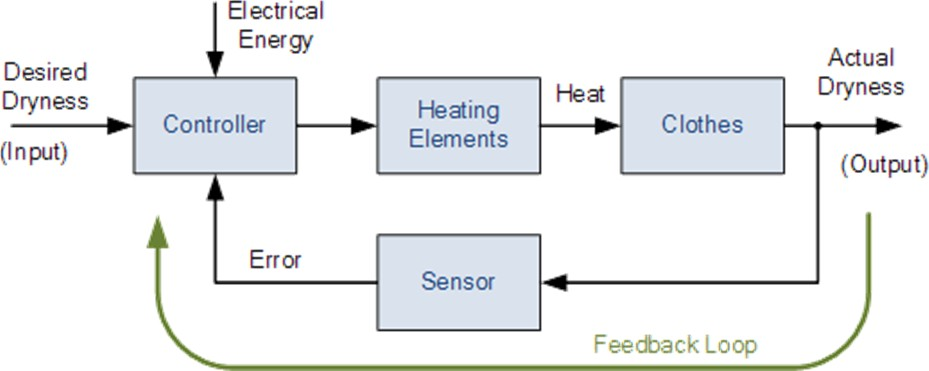 Electrical
Energy
Desired
Dryness
(Input)
Controller
Heating
Elements
Heat
Clothes
Actual
Dryness
(Output)
Error
Sensor
Feedback Loop